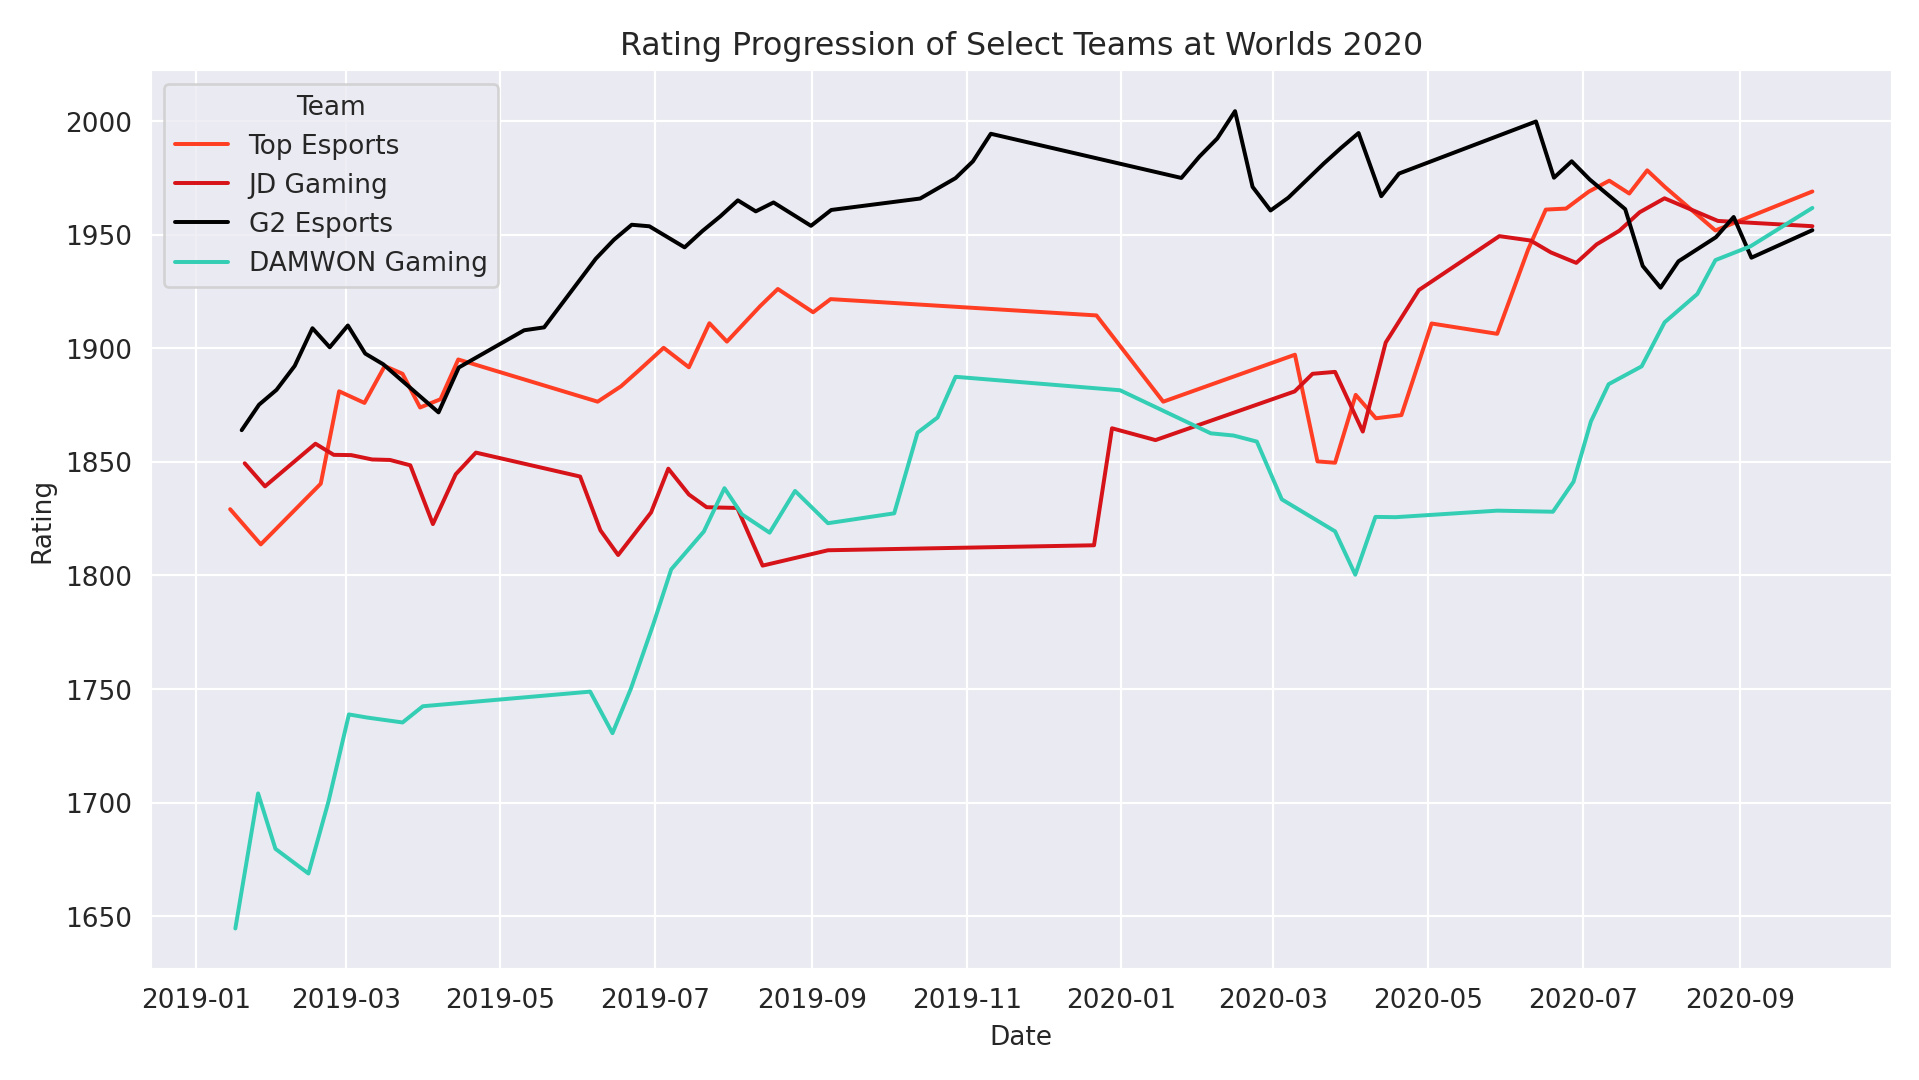 Rating Progression of Select Teams at Worlds 2020
Team
Top Esports
JD Gaming
G2 Esports
DAMWON Gaming
2000
1950
1900
1850
1800
1750
1700
1650
Rating
2019-01
2019-03
2019-05
2019-07
2019-09
2019-11
2020-01
2020-03
2020-05
2020-07
2020-09
Date